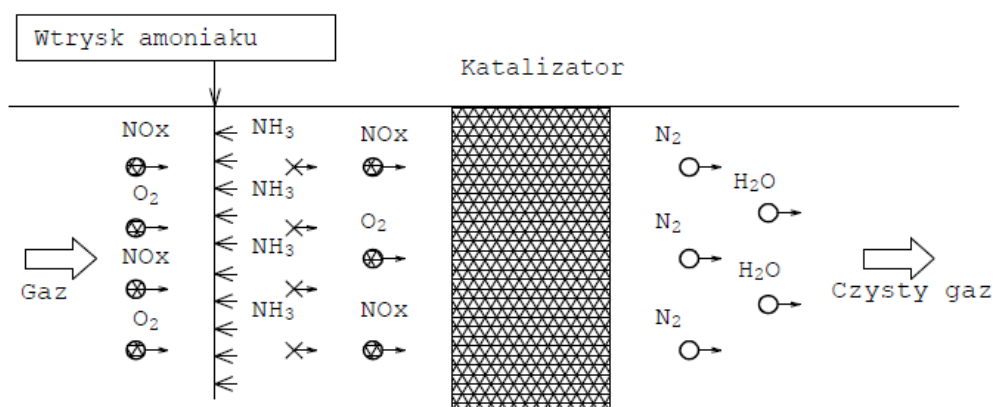 Wtrysk amoniaku
Katalizator
NOx
NH₃
NOx
N₂
O₂
NH₃
H₂O
O₂
N₂
NOx
NH₃
H₂O
Gaz
Czysty gaz
O₂
NH₃
NOx
N₂